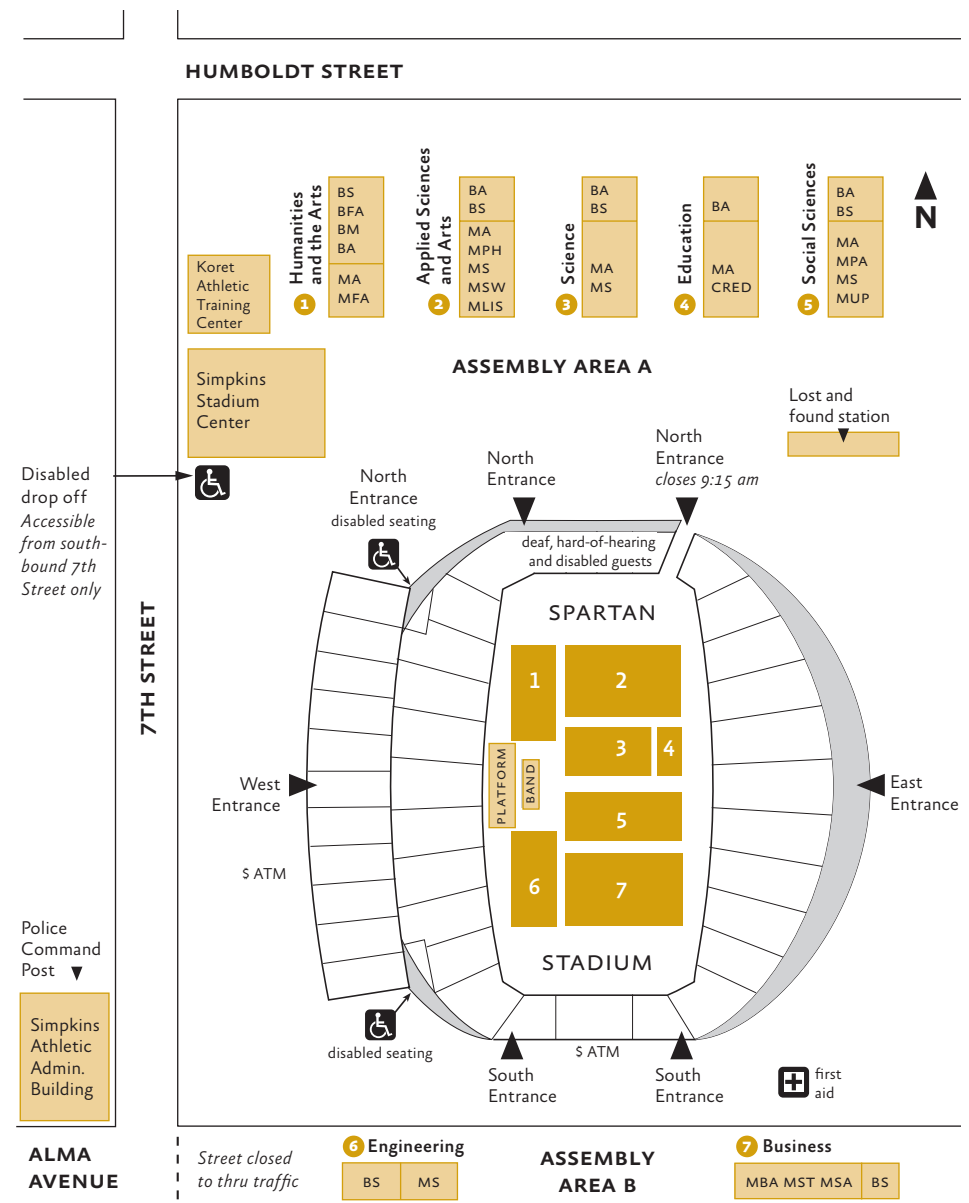 HUMBOLDT STREET
7TH STREET
N
Humanities
and the Arts
1
BS
BFA
BM
BA
MA
MFA
Applied Sciences
and Arts
2
BA
BS
MA
MPH
MS
MSW
MLIS
Science
3
BA
BS
MA
MS
Education
4
BA
MA
CRED
Social Sciences
5
BA
BS
MA
MPA
MS
MUP
Koret
Athletic
Training
Center
Simpkins
Stadium
Center
ASSEMBLY AREA A
Lost and
found station
Disabled
drop off
Accessible
from south-
bound 7th
Street only
North
Entrance
disabled seating
North
Entrance
North
Entrance
closes 9:15 am
deaf, hard-of-hearing
and disabled guests
SPARTAN
1
2
3
4
PLATFORM
BAND
5
6
7
STADIUM
West
Entrance
East
Entrance
$ ATM
Police
Command
Post
Simpkins
Athletic
Admin.
Building
disabled seating
$ ATM
South
Entrance
South
Entrance
first
aid
ALMA
AVENUE
Street closed
to thru traffic
6 Engineering
BS MS
ASSEMBLY
AREA B
7 Business
MBA MST MSA BS